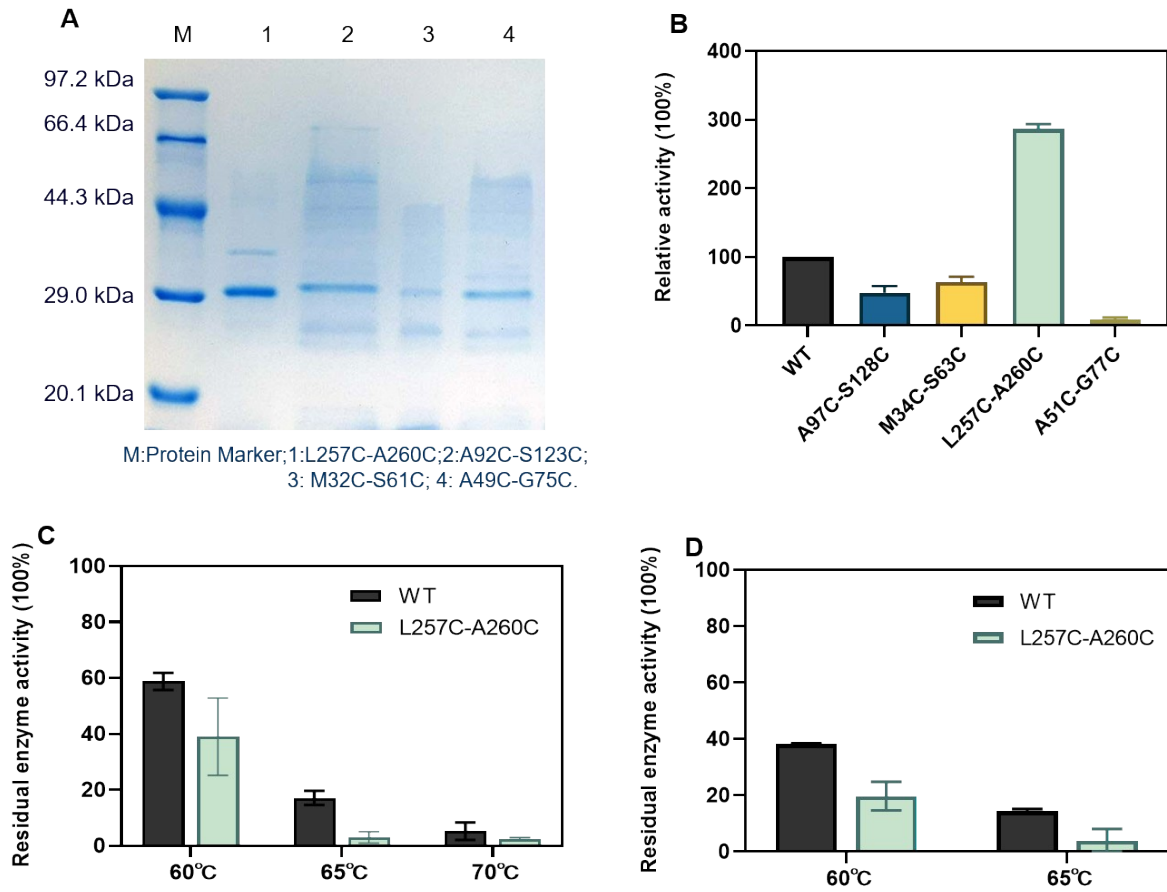 A
M 1 2 3 4
97.2 kDa
66.4 kDa
44.3 kDa
29.0 kDa
20.1 kDa
M:Protein Marker;1:L257C-A260C;2:A92C-S123C;
3: M32C-S61C; 4: A49C-G75C.
B
Relative activity (100%)
400
300
200
100
0
WT
A97C-S128C
M34C-S63C
L257C-A260C
A51C-G77C
C
Residual enzyme activity (100%)
100
80
60
40
20
0
WT
L257C-A260C
60℃ 65℃ 70℃
D
Residual enzyme activity (100%)
100
80
60
40
20
0
WT
L257C-A260C
60℃ 65℃